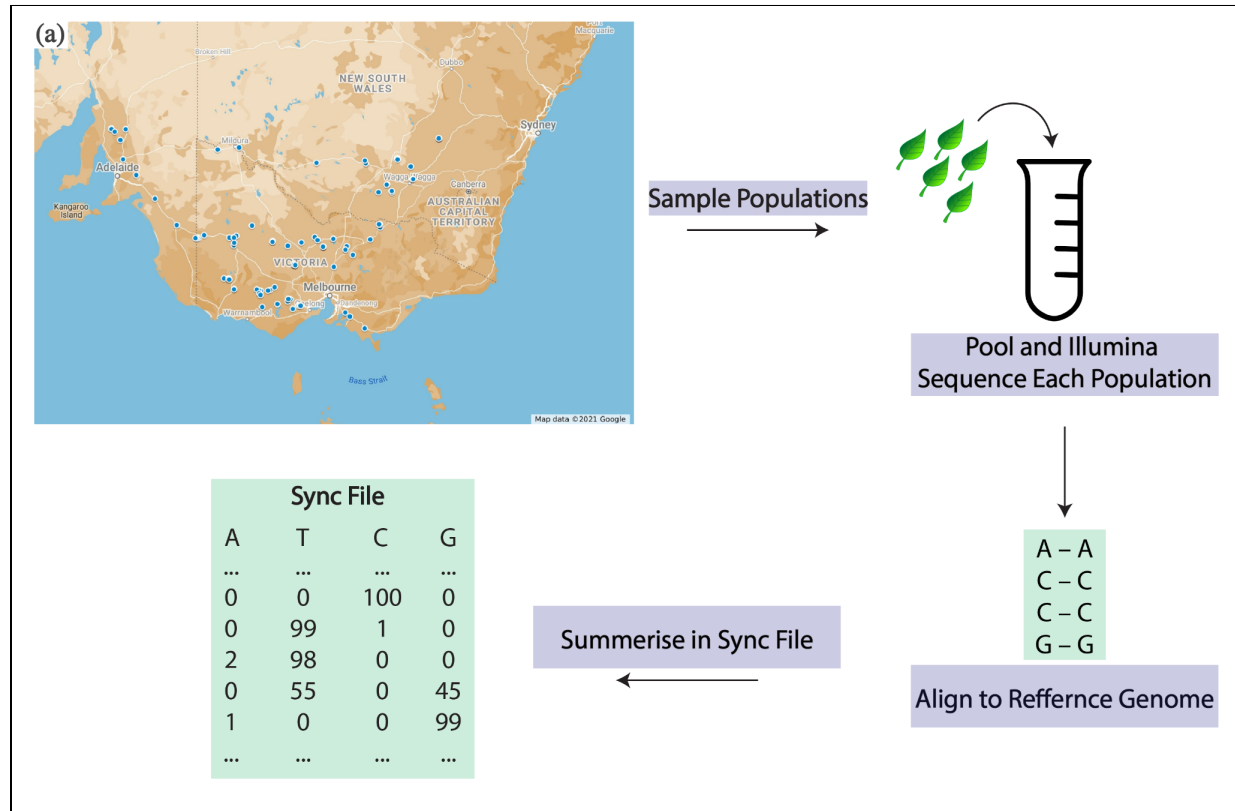 (a)
Port
Macquarie
Broken Hill
Dubbo
NEW SOUTH
WALES
Sydney
Mildura
Adelaide
Wagga Wagga
Canberra
AUSTRALIAN
CAPITAL
TERRITORY
Kangaroo
Island
VICTORIA
Melbourne
Geelong
Dandenong
Warrnambool
Bass Strait
Map data ©2021 Google
Sample Populations
Pool and Illumina
Sequence Each Population
A – A
C – C
C – C
G – G
Align to Reffernce Genome
Summerise in Sync File
Sync File
A T C G
... ... ... ...
0 0 100 0
0 99 1 0
2 98 0 0
0 55 0 45
1 0 0 99
... ... ... ...